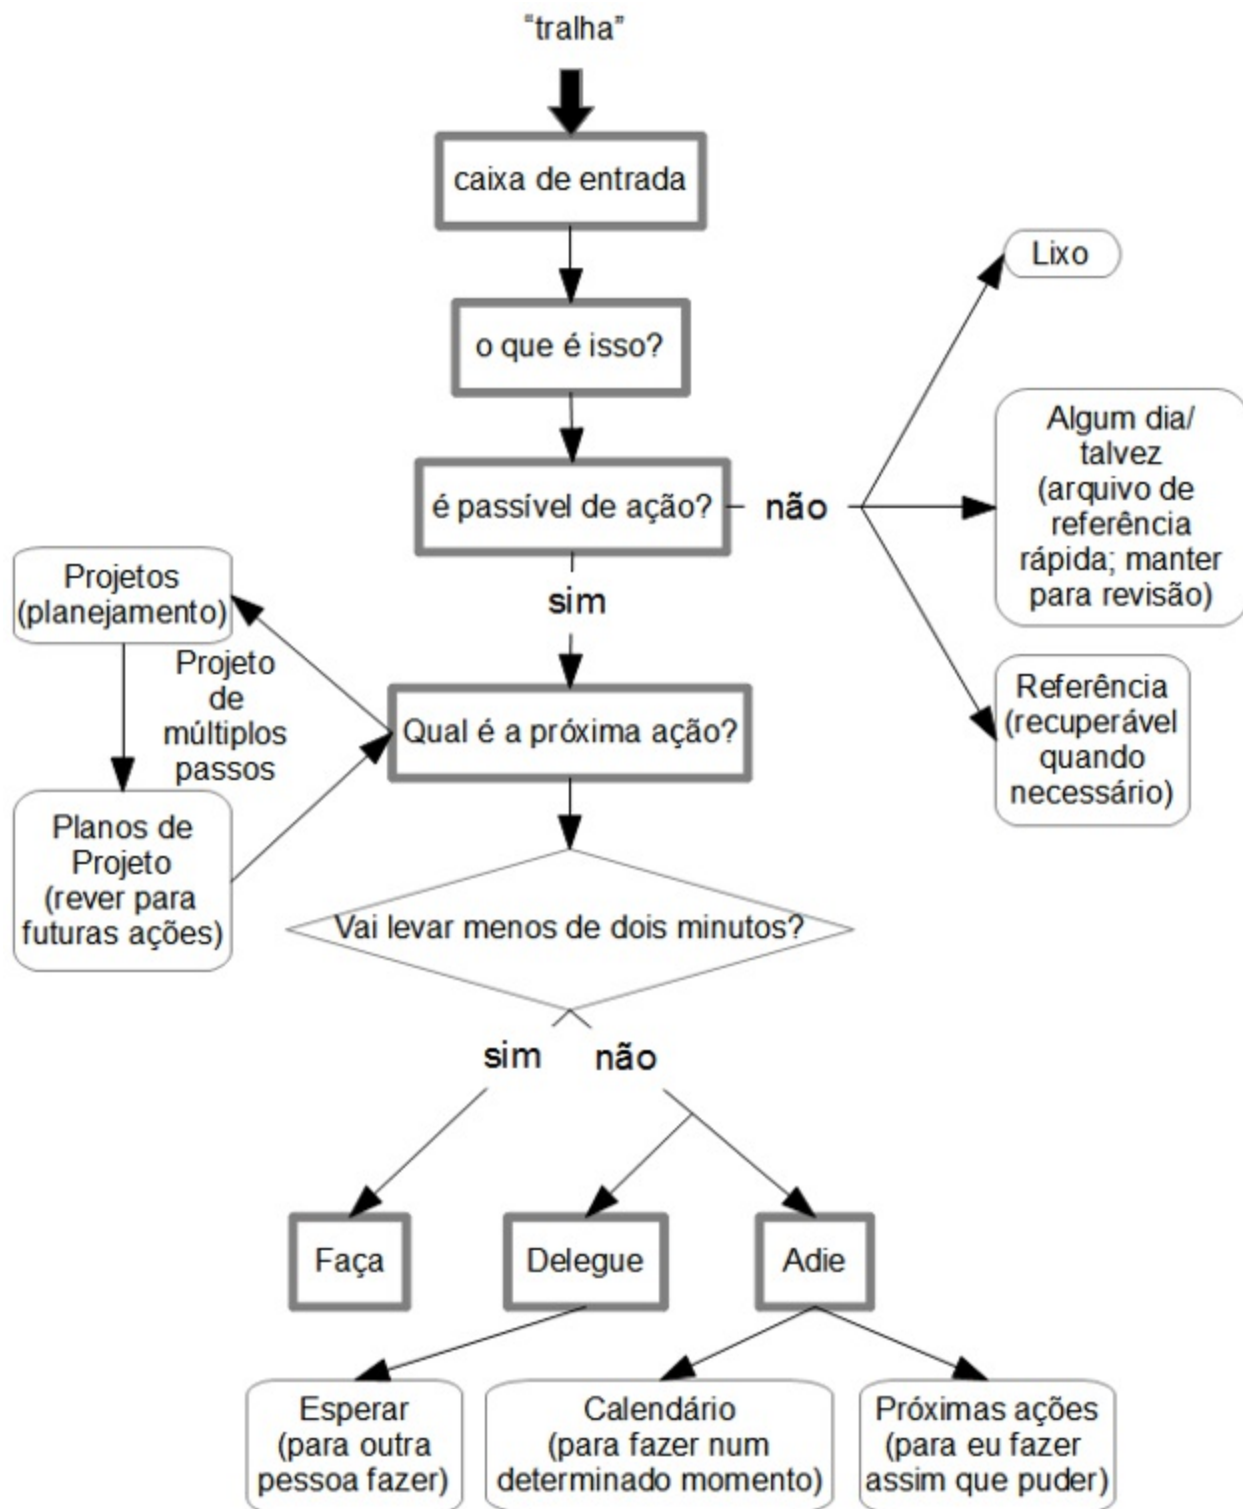 “tralha”
caixa de entrada
o que é isso?
é passível de ação?
não
Lixo
Algum dia/
talvez
(arquivo de
referência
rápida; manter
para revisão)
Referência
(recuperável
quando
necessário)
sim
Projetos
(planejamento)
Projeto
de
múltiplos
passos
Planos de
Projeto
(rever para
futuras ações)
Qual é a próxima ação?
Vai levar menos de dois minutos?
sim
não
Faça
Delegue
Adie
Esperar
(para outra
pessoa fazer)
Calendário
(para fazer num
determinado momento)
Próximas ações
(para eu fazer
assim que puder)